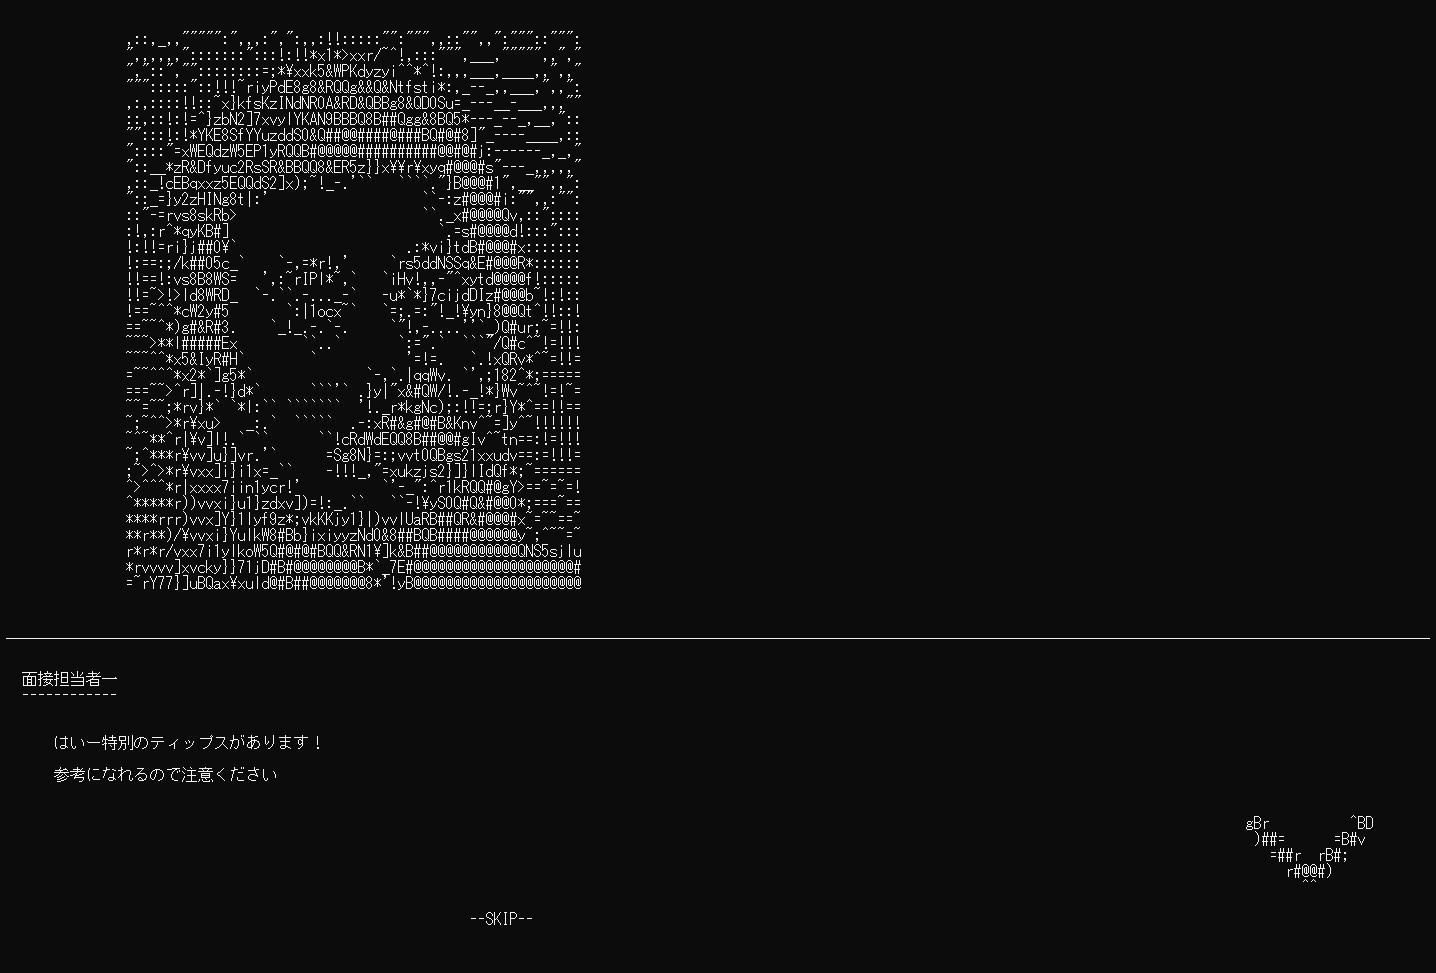 面接担当者一
------------
はいー特別のティップスがあります！
参考になれるので注意ください
--SKIP--